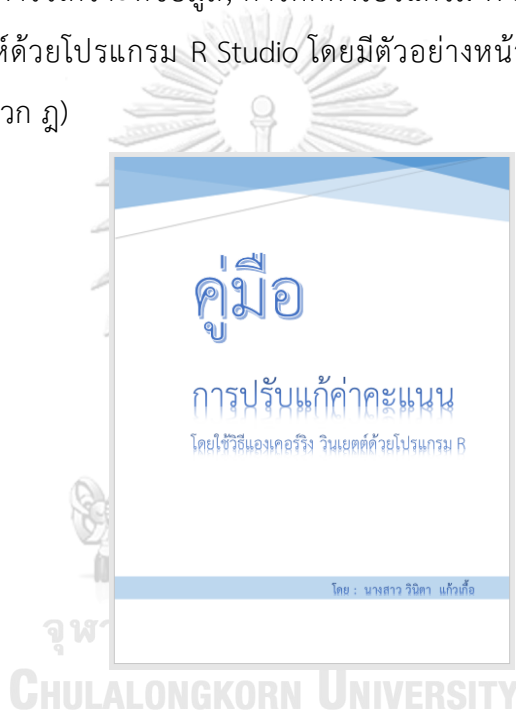 ห์ด้วยโปรแกรม R Studio โดยมีตัวอย่างหน้
วก ฎ)
คู่มือ
การปรับแก้ค่าคะแนน
โดยใช้วิธีแองเคอร์ริง วินเยตต์ด้วยโปรแกรม R
โดย : นางสาว วินิตา แก้วเกื้อ
จุฬา
CHULALONGKORN UNIVERSITY